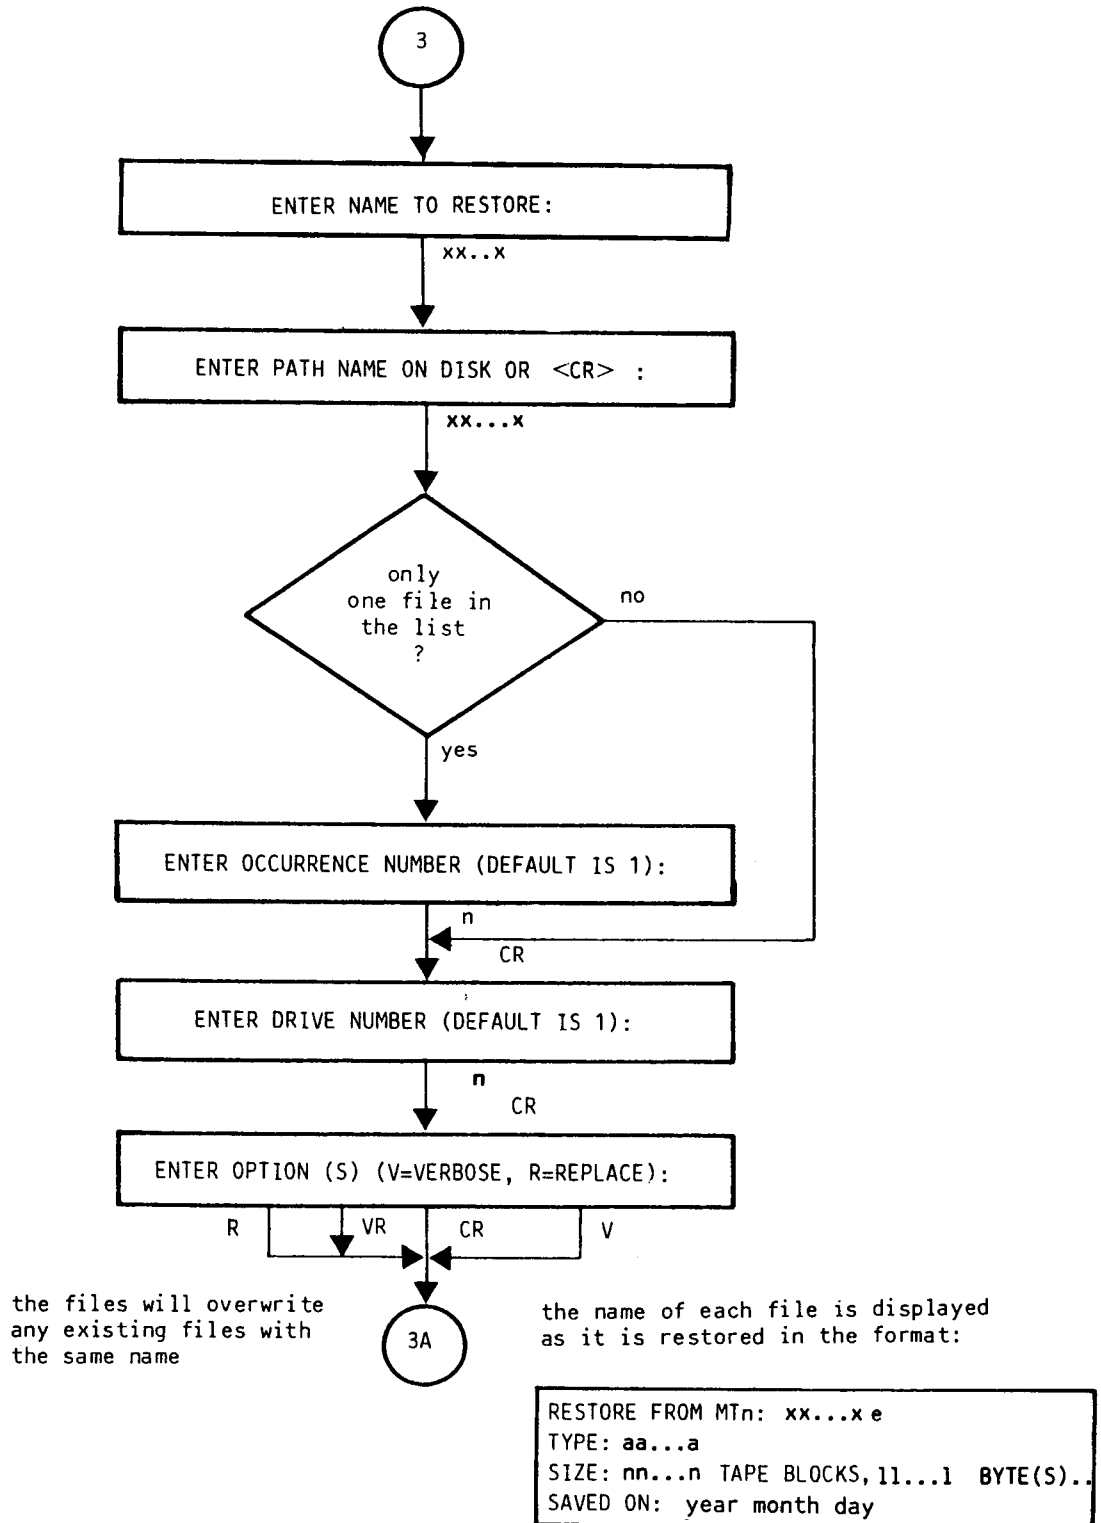 3
ENTER NAME TO RESTORE:
xx..x
ENTER PATH NAME ON DISK OR <CR> :
xx...x
only
one file in
the list
?
no
yes
ENTER OCCURRENCE NUMBER (DEFAULT IS 1):
n
CR
ENTER DRIVE NUMBER (DEFAULT IS 1):
n
CR
ENTER OPTION (S) (V=VERBOSE, R=REPLACE):
R VR CR V
the files will overwrite
any existing files with
the same name
3A
the name of each file is displayed
as it is restored in the format:
RESTORE FROM MTn: xx...x e
TYPE: aa...a
SIZE: nn...n TAPE BLOCKS, ll...l BYTE(S)..
SAVED ON: year month day